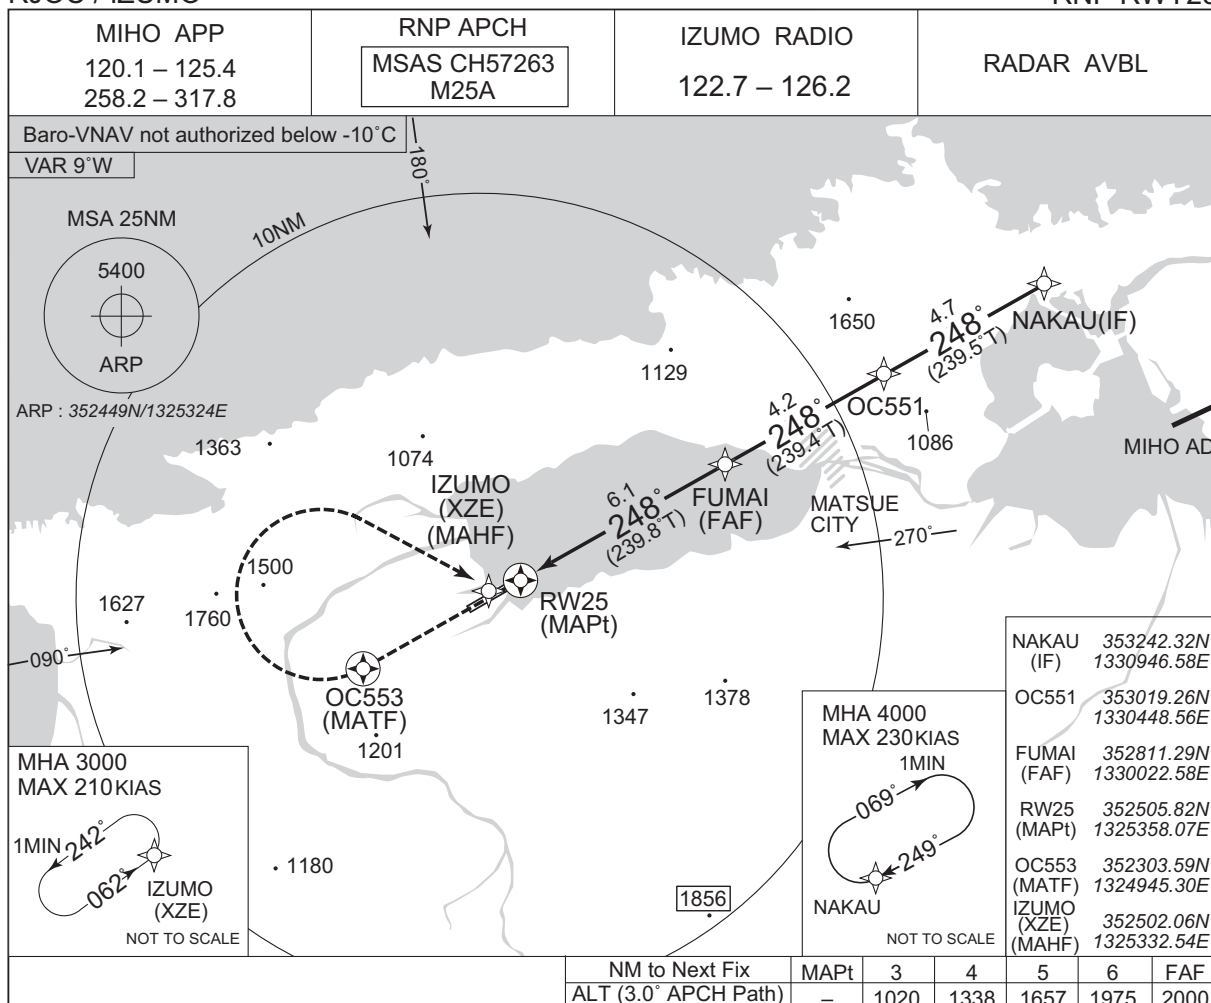 MIHO APP
120.1 – 125.4
258.2 – 317.8
RNP APCH
MSAS CH57263
M25A
IZUMO RADIO
122.7 – 126.2
RADAR AVBL
Baro-VNAV not authorized below -10˚C
VAR 9˚W
180˚
MSA 25NM
5400
ARP
ARP : 352449N/1325324E
10NM
1650
1129
1363
1074
1086
4.7
248˚
(239.5˚T)
NAKAU(IF)
OC551
4.2
248˚
(239.4˚T)
MIHO AD
FUMAI
(FAF)
6.1
248˚
(239.8˚T)
MATSUE
CITY
270˚
IZUMO
(XZE)
(MAHF)
1500
1760
1627
090˚
RW25
(MAPt)
OC553
(MATF)
1201
1347
1378
1180
1856
MHA 3000
MAX 210KIAS
1MIN
242˚
062˚
IZUMO
(XZE)
NOT TO SCALE
MHA 4000
MAX 230KIAS
1MIN
069˚
249˚
NAKAU
NOT TO SCALE
NAKAU 353242.32N
(IF) 1330946.58E
OC551 353019.26N
1330448.56E
FUMAI 352811.29N
(FAF) 1330022.58E
RW25 352505.82N
(MAPt) 1325358.07E
OC553 352303.59N
(MATF) 1324945.30E
IZUMO
(XZE) 352502.06N
(MAHF) 1325332.54E
NM to Next Fix MAPt 3 4 5 6 FAF
ALT (3.0˚ APCH Path) – 1020 1338 1657 1975 2000